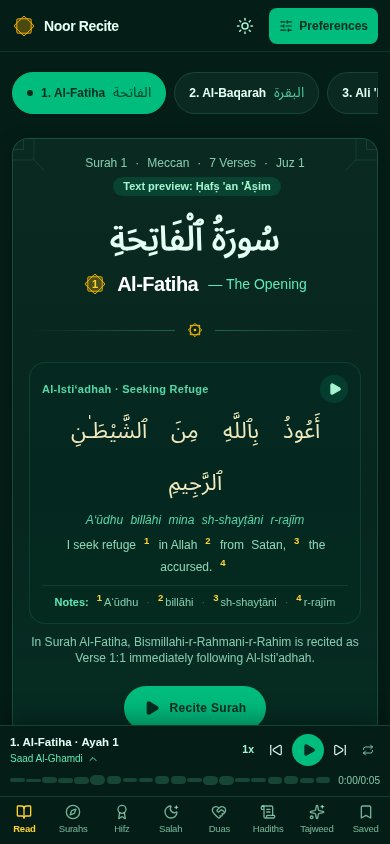 Noor Recite
Preferences
1. Al-Fatiha الفاتحة
2. Al-Baqarah البقرة
3. Ali '
Surah 1 · Meccan · 7 Verses · Juz 1
Text preview: Ḥafṣ 'an 'Āṣim
سُورَةُ ٱلْفَاتِحَةِ
1 Al-Fatiha — The Opening
Al-Isti'adhah · Seeking Refuge
أَعُوذُ بِٱللَّهِ مِنَ ٱلشَّيْطَـٰنِ
ٱلرَّجِيمِ
A'ūdhu billāhi mina sh-shayṭāni r-rajīm
I seek refuge 1 in Allah 2 from Satan, 3 the
accursed. 4
Notes: 1 A'ūdhu · 2 billāhi · 3 sh-shayṭāni · 4 r-rajīm
In Surah Al-Fatiha, Bismillahi-r-Rahmani-r-Rahim is recited as
Verse 1:1 immediately following Al-Isti'adhah.
Recite Surah
1. Al-Fatiha · Ayah 1
Saad Al-Ghamdi
1x
0:00/0:05
Read
Surahs
Hifz
Salah
Duas
Hadiths
Tajweed
Saved